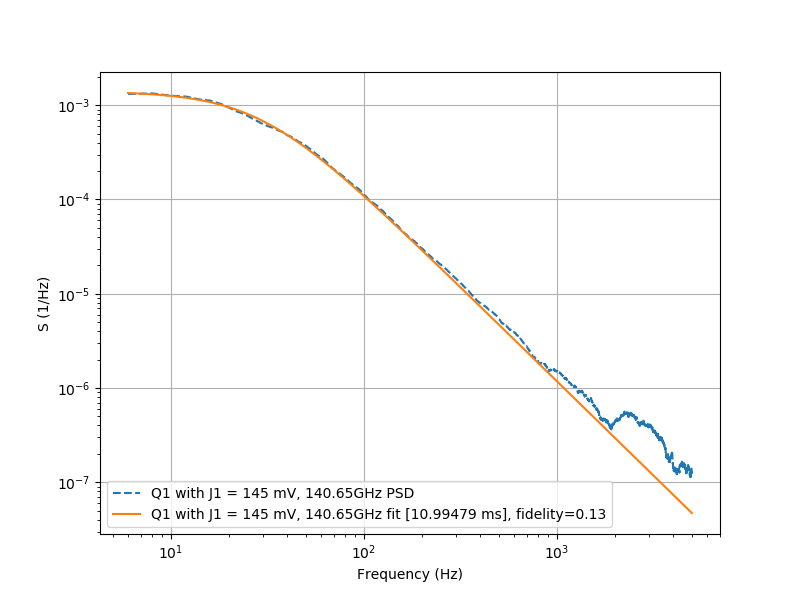 10⁻³
10⁻⁴
10⁻⁵
10⁻⁶
10⁻⁷
S (1/Hz)
Q1 with J1 = 145 mV, 140.65GHz PSD
Q1 with J1 = 145 mV, 140.65GHz fit [10.99479 ms], fidelity=0.13
10¹ 10² 10³
Frequency (Hz)